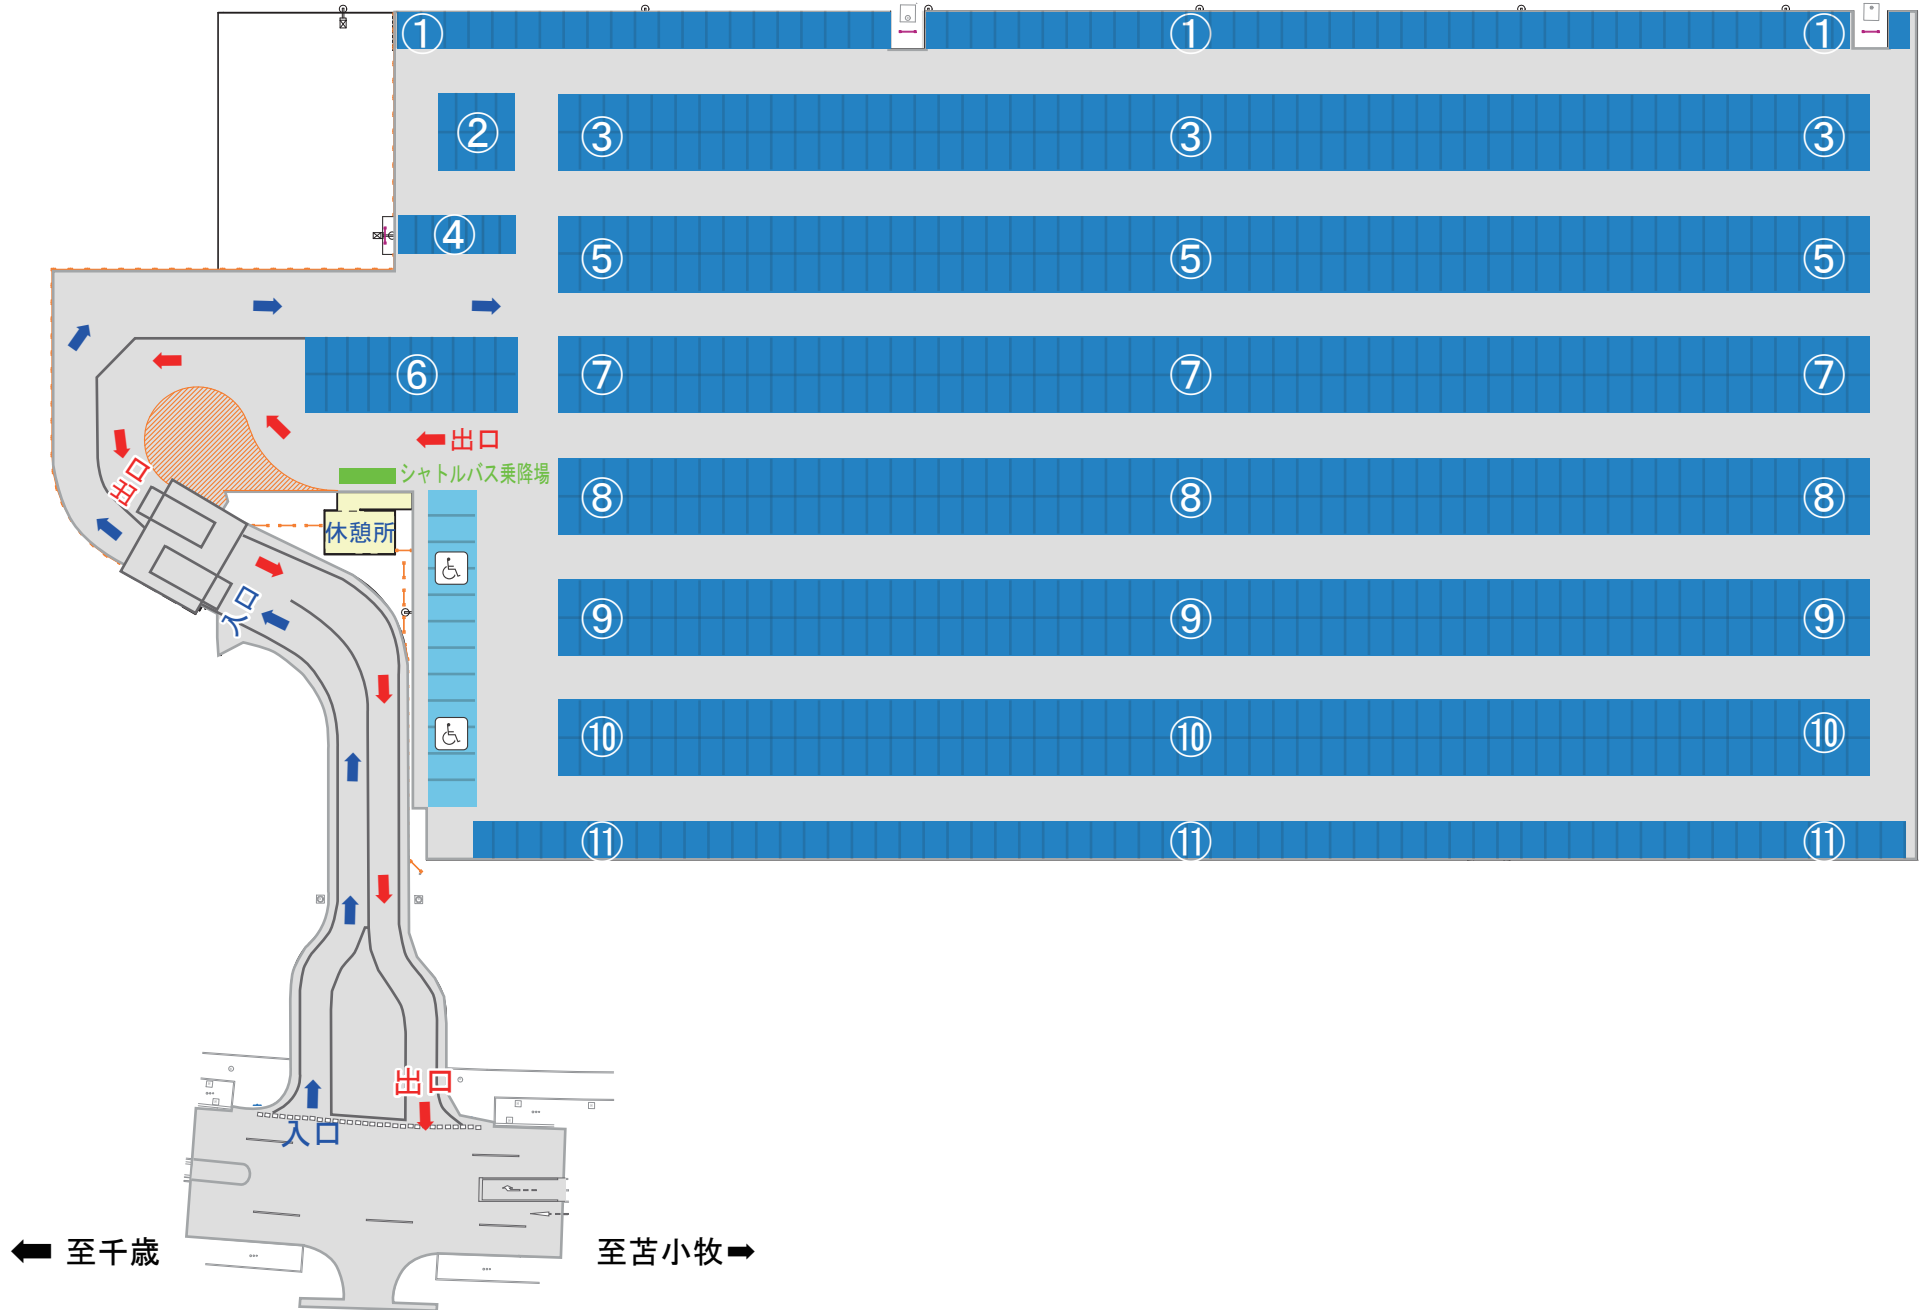 ① ① ①
②
③ ③ ③
④
⑤ ⑤ ⑤
⑥
⑦ ⑦ ⑦
出口
シャトルバス乗降場
出口
⑧ ⑧ ⑧
休憩所
入口
⑨ ⑨ ⑨
⑩ ⑩ ⑩
⑪ ⑪ ⑪
出口
入口
至千歳
至苫小牧